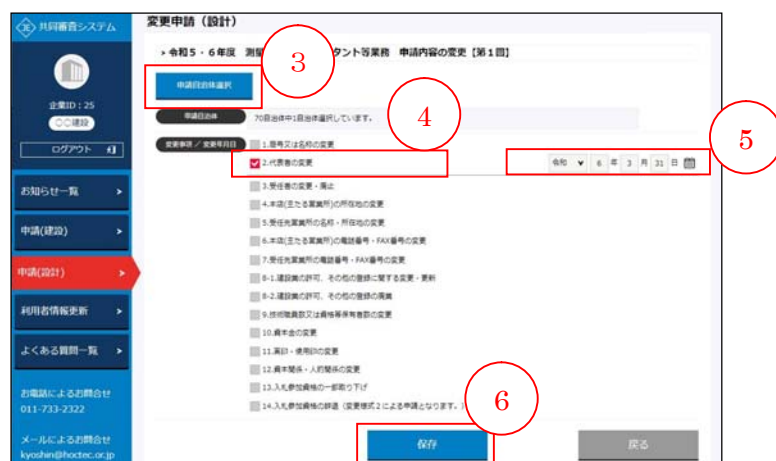 共同審査システム
企業ID：25
〇〇建設
ログアウト
お知らせ一覧
申請(建設)
申請(設計)
利用者情報更新
よくある質問一覧
お電話によるお問合せ
011-733-2322
メールによるお問合せ
kyoshin@hoctec.or.jp
変更申請（設計）
令和5・6年度 測量 タント等業務 申請内容の変更【第1回】
3
申請自治体選択
申請自治体
70自治体中1自治体選択しています。
4
変更事項 / 変更年月日
1.商号又は名称の変更
2.代表者の変更
令和 6 年 3 月 31 日
5
3.受任者の変更・廃止
4.本店(主たる業業所)の所在地の変更
5.受任先業業所の名称・所在地の変更
6.本店(主たる業業所)の電話番号・FAX番号の変更
7.受任先業業所の電話番号・FAX番号の変更
8-1.建設業の許可、その他の登録に関する変更・更新
8-2.建設業の許可、その他の登録の廃業
9.技術職員数又は資格等保有者数の変更
10.資本金の変更
11.実印・使用印の変更
12.資本関係・人的関係の変更
13.入札参加資格の一部取り下げ
14.入札参加資格の辞退（変更様式2による申請となります。）
6
保存
戻る